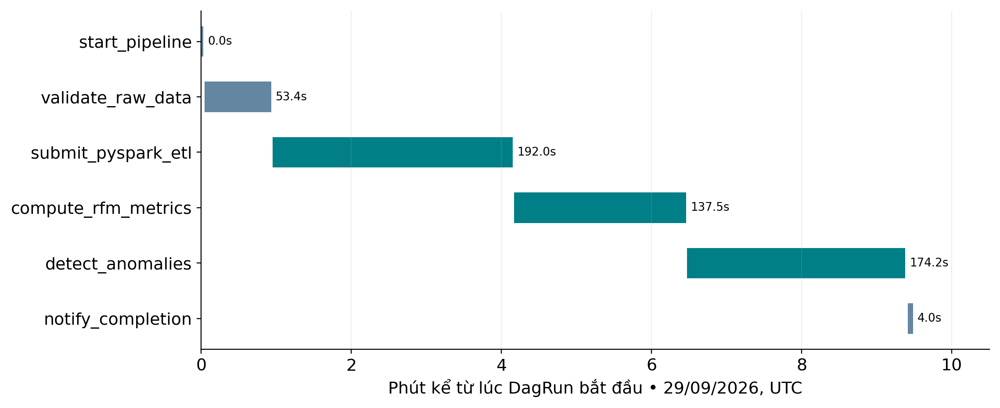 start_pipeline 0.0s
validate_raw_data 53.4s
submit_pyspark_etl 192.0s
compute_rfm_metrics 137.5s
detect_anomalies 174.2s
notify_completion 4.0s
0 2 4 6 8 10
Phút kể từ lúc DagRun bắt đầu • 29/09/2026, UTC